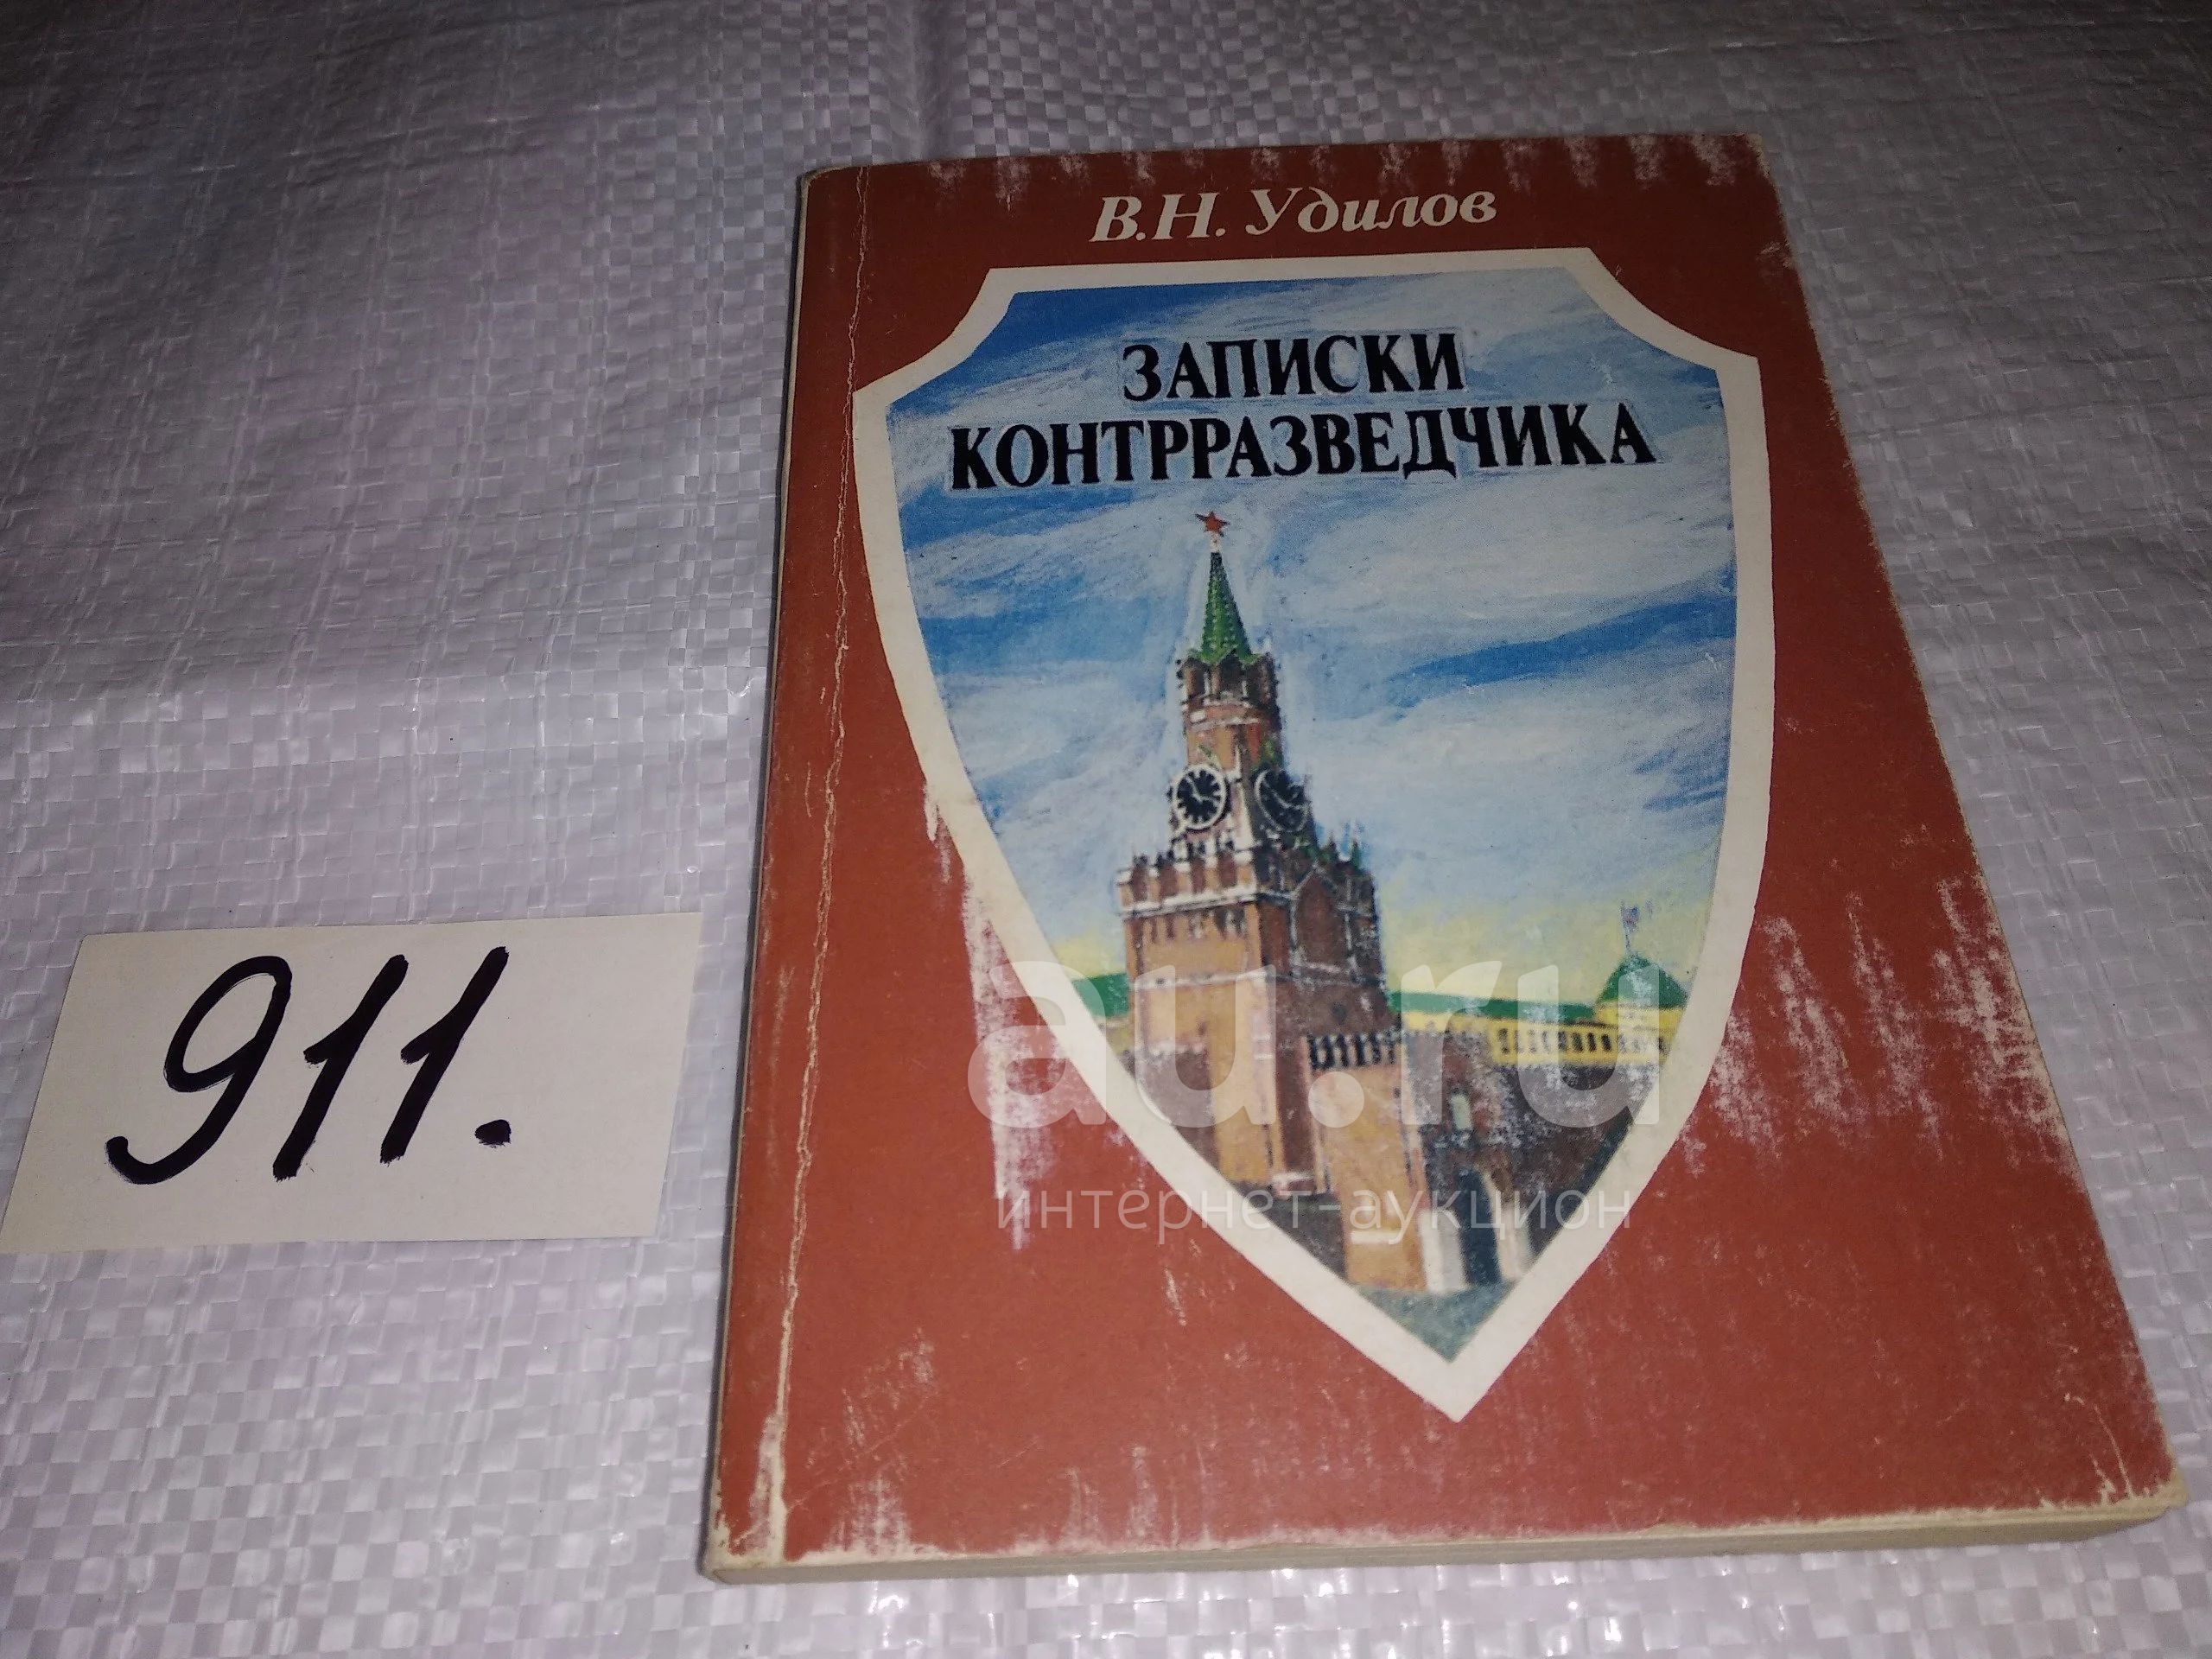 В.Н. Удилов
ЗАПИСКИ
КОНТРРАЗВЕДЧИКА
911.
au.ru
интернет-аукцион